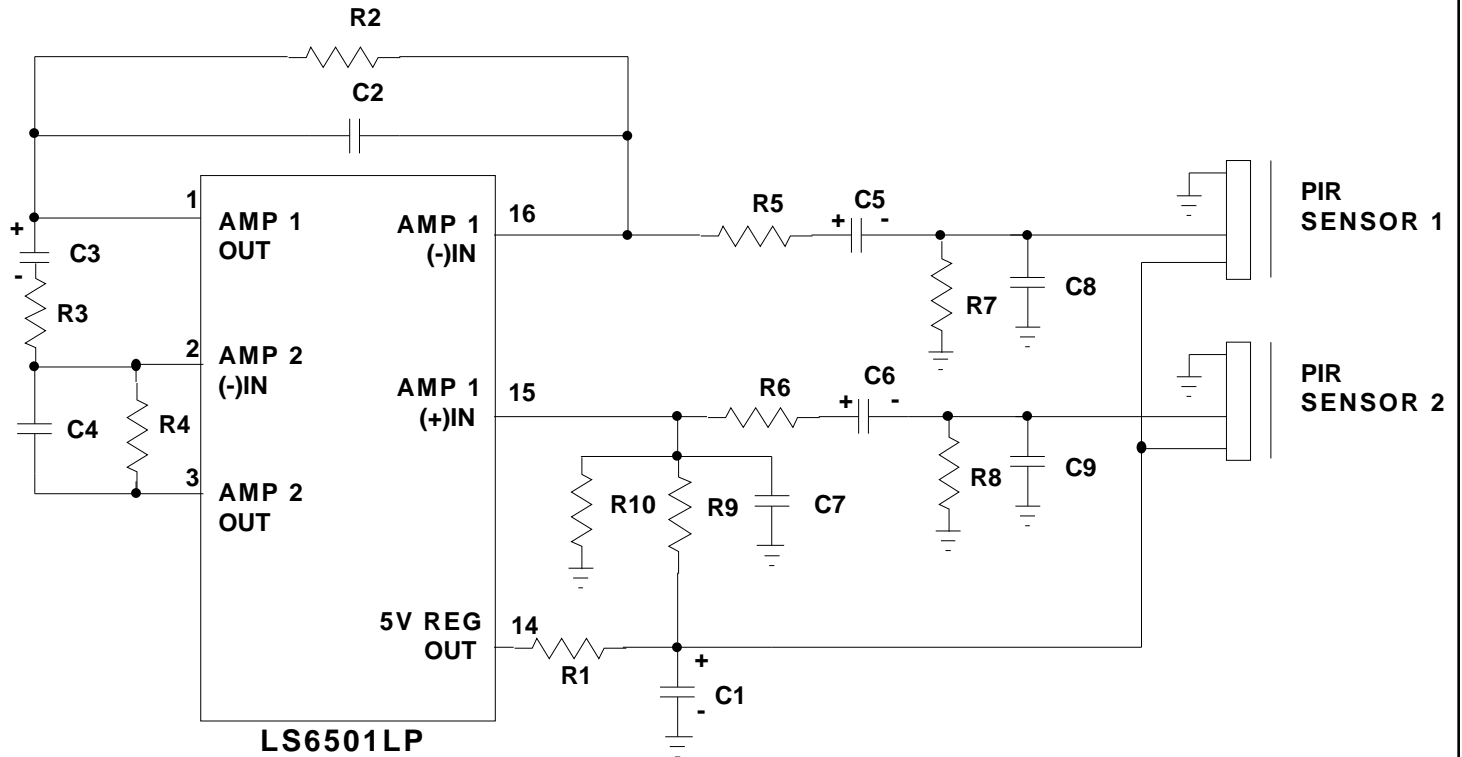 R2
C2
1
AMP 1
OUT
AMP 1
(-)IN
16
R5
C5
+ -
PIR
SENSOR 1
+
C3
-
R3
R7
C8
2
AMP 2
(-)IN
AMP 1
(+)IN
15
R6
C6
+ -
PIR
SENSOR 2
C4
R4
3
AMP 2
OUT
R10
R9
C7
R8
C9
5V REG
OUT
14
R1
+
C1
-
LS6501LP